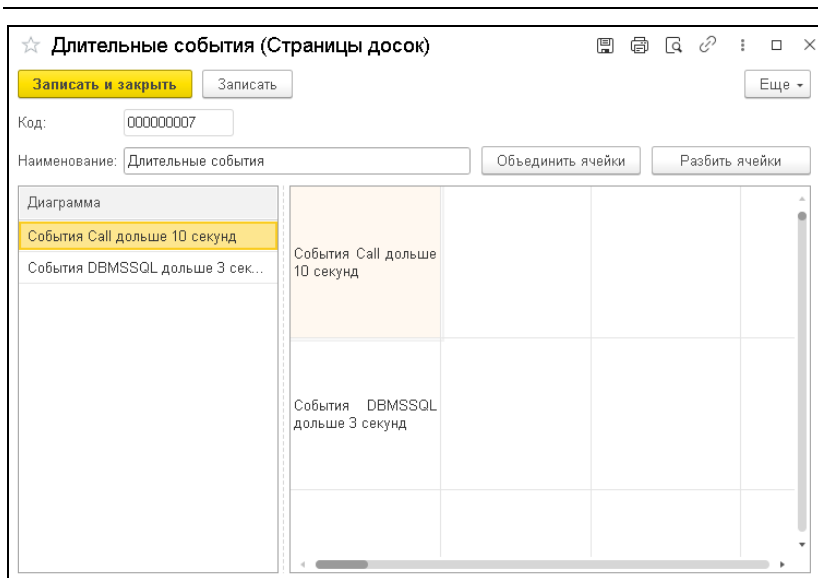 Длительные события (Страницы досок)
Записать и закрыть
Записать
Еще
Код:
000000007
Наименование:
Длительные события
Объединить ячейки
Разбить ячейки
Диаграмма
События Call дольше 10 секунд
События DBMSSQL дольше 3 сек...
События Call дольше
10 секунд
События DBMSSQL
дольше 3 секунд